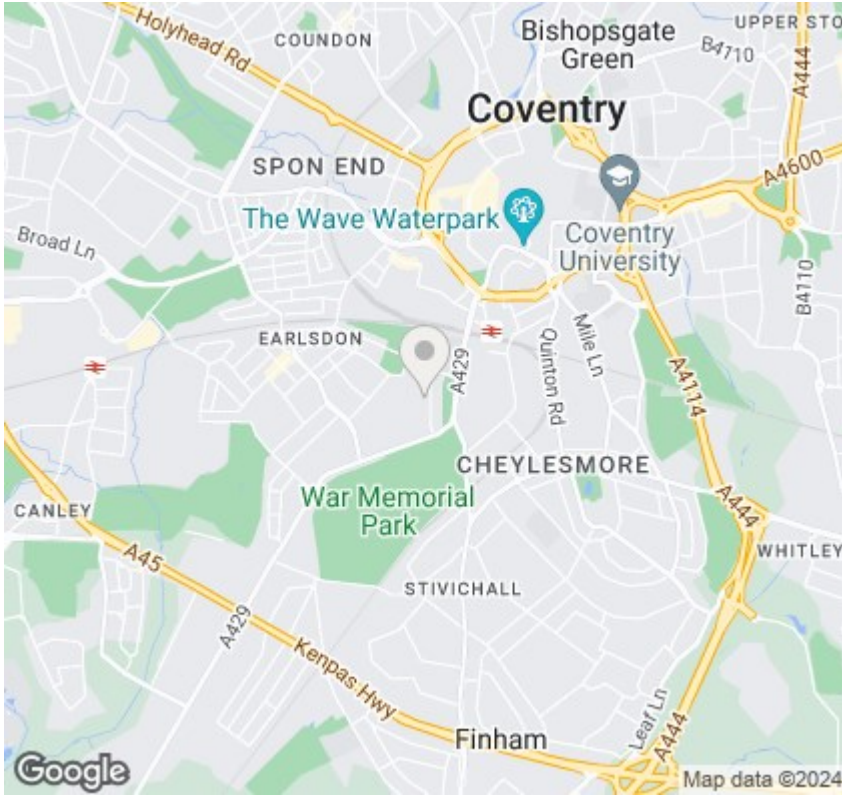 Holyhead Rd
COUNDON
Bishopsgate
Green
UPPER STO
B4110
A444
Coventry
A4600
SPON END
The Wave Waterpark
Coventry
University
Broad Ln
B4110
EARLSDON
A429
Quinton Rd
Mile Ln
A4114
CHEYLESMORE
War Memorial
Park
A444
CANLEY
WHITLEY
A45
STIVICHALL
A429
Kenpas Hwy
Leaf Ln
A444
Finham
Google
Map data ©2024